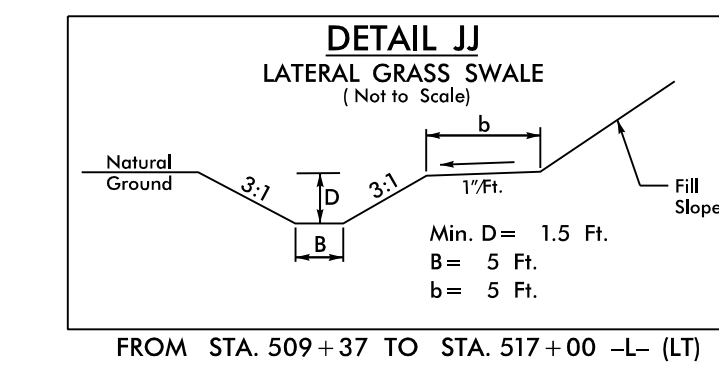 DETAIL JJ
LATERAL GRASS SWALE
( Not to Scale)
b
Natural
Ground
3:1
D
3:1
1"/Ft.
Fill
Slope
B
Min. D = 1.5 Ft.
B = 5 Ft.
b = 5 Ft.
FROM STA. 509+37 TO STA. 517+00 -L- (LT)